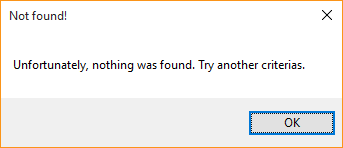 Not found!
Unfortunately, nothing was found. Try another criterias.
OK